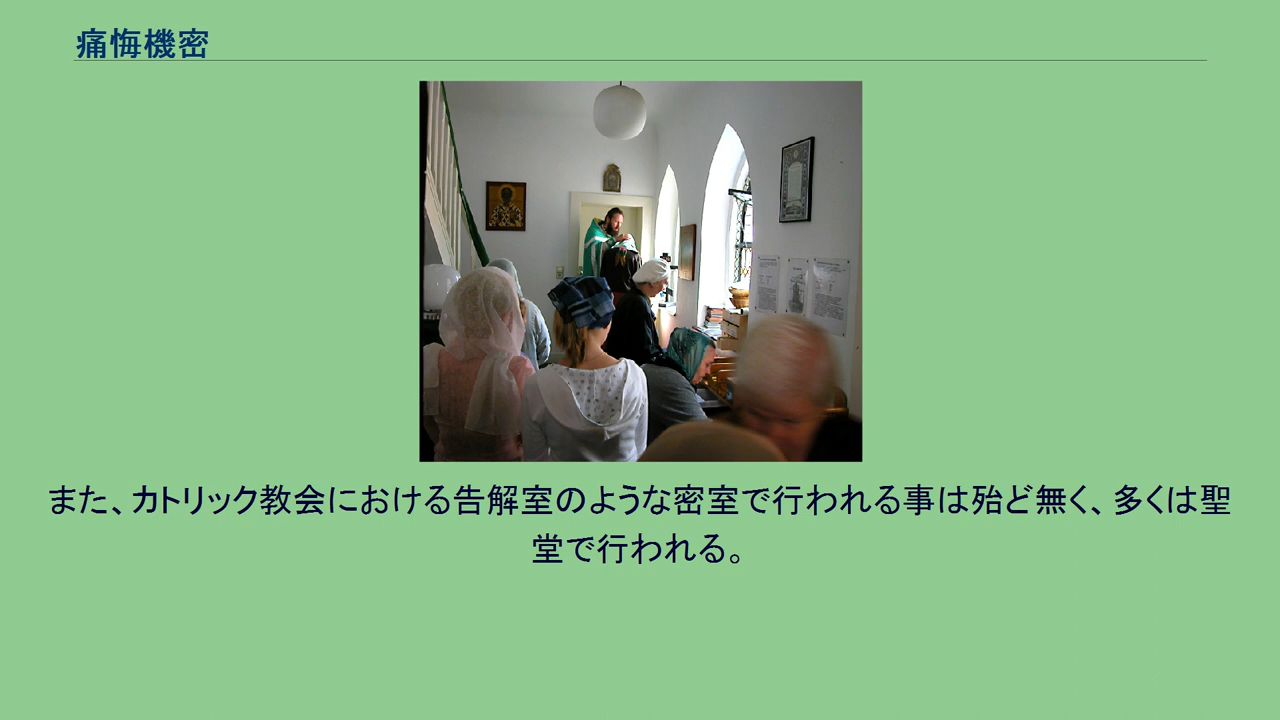 痛悔機密
また、カトリック教会における告解室のような密室で行われる事は殆ど無く、多くは聖
堂で行われる。